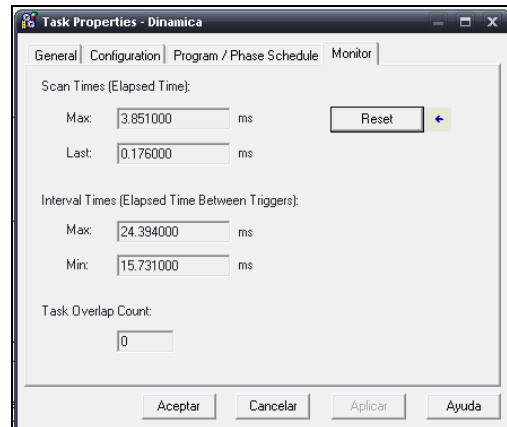 Task Properties - Dinamica
General Configuration Program / Phase Schedule Monitor
Scan Times (Elapsed Time):
Max: 3.851000 ms Reset
Last: 0.176000 ms
Interval Times (Elapsed Time Between Triggers):
Max: 24.394000 ms
Min: 15.731000 ms
Task Overlap Count:
0
Aceptar Cancelar Aplicar Ayuda